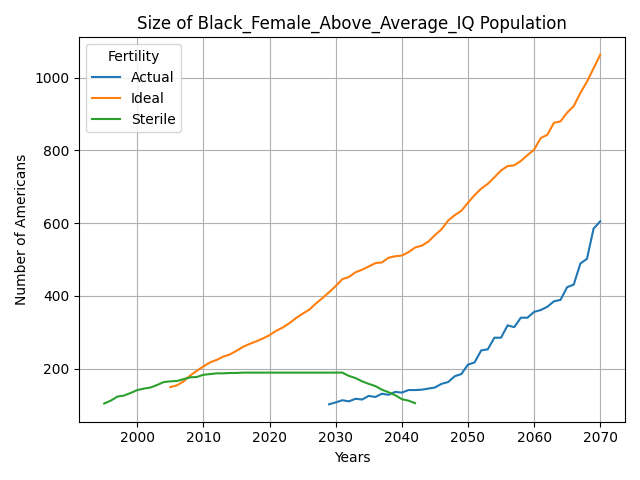 Size of Black_Female_Above_Average_IQ Population
Fertility
Actual
Ideal
Sterile
Number of Americans
1000
800
600
400
200
2000 2010 2020 2030 2040 2050 2060 2070
Years